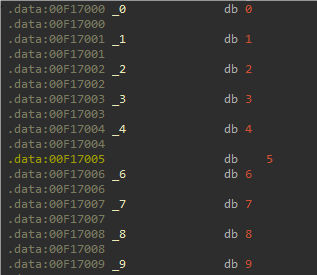 .data:00F17000 _0 db 0
.data:00F17000
.data:00F17001 _1 db 1
.data:00F17001
.data:00F17002 _2 db 2
.data:00F17002
.data:00F17003 _3 db 3
.data:00F17003
.data:00F17004 _4 db 4
.data:00F17004
.data:00F17005 db 5
.data:00F17006 _6 db 6
.data:00F17006
.data:00F17007 _7 db 7
.data:00F17007
.data:00F17008 _8 db 8
.data:00F17008
.data:00F17009 _9 db 9